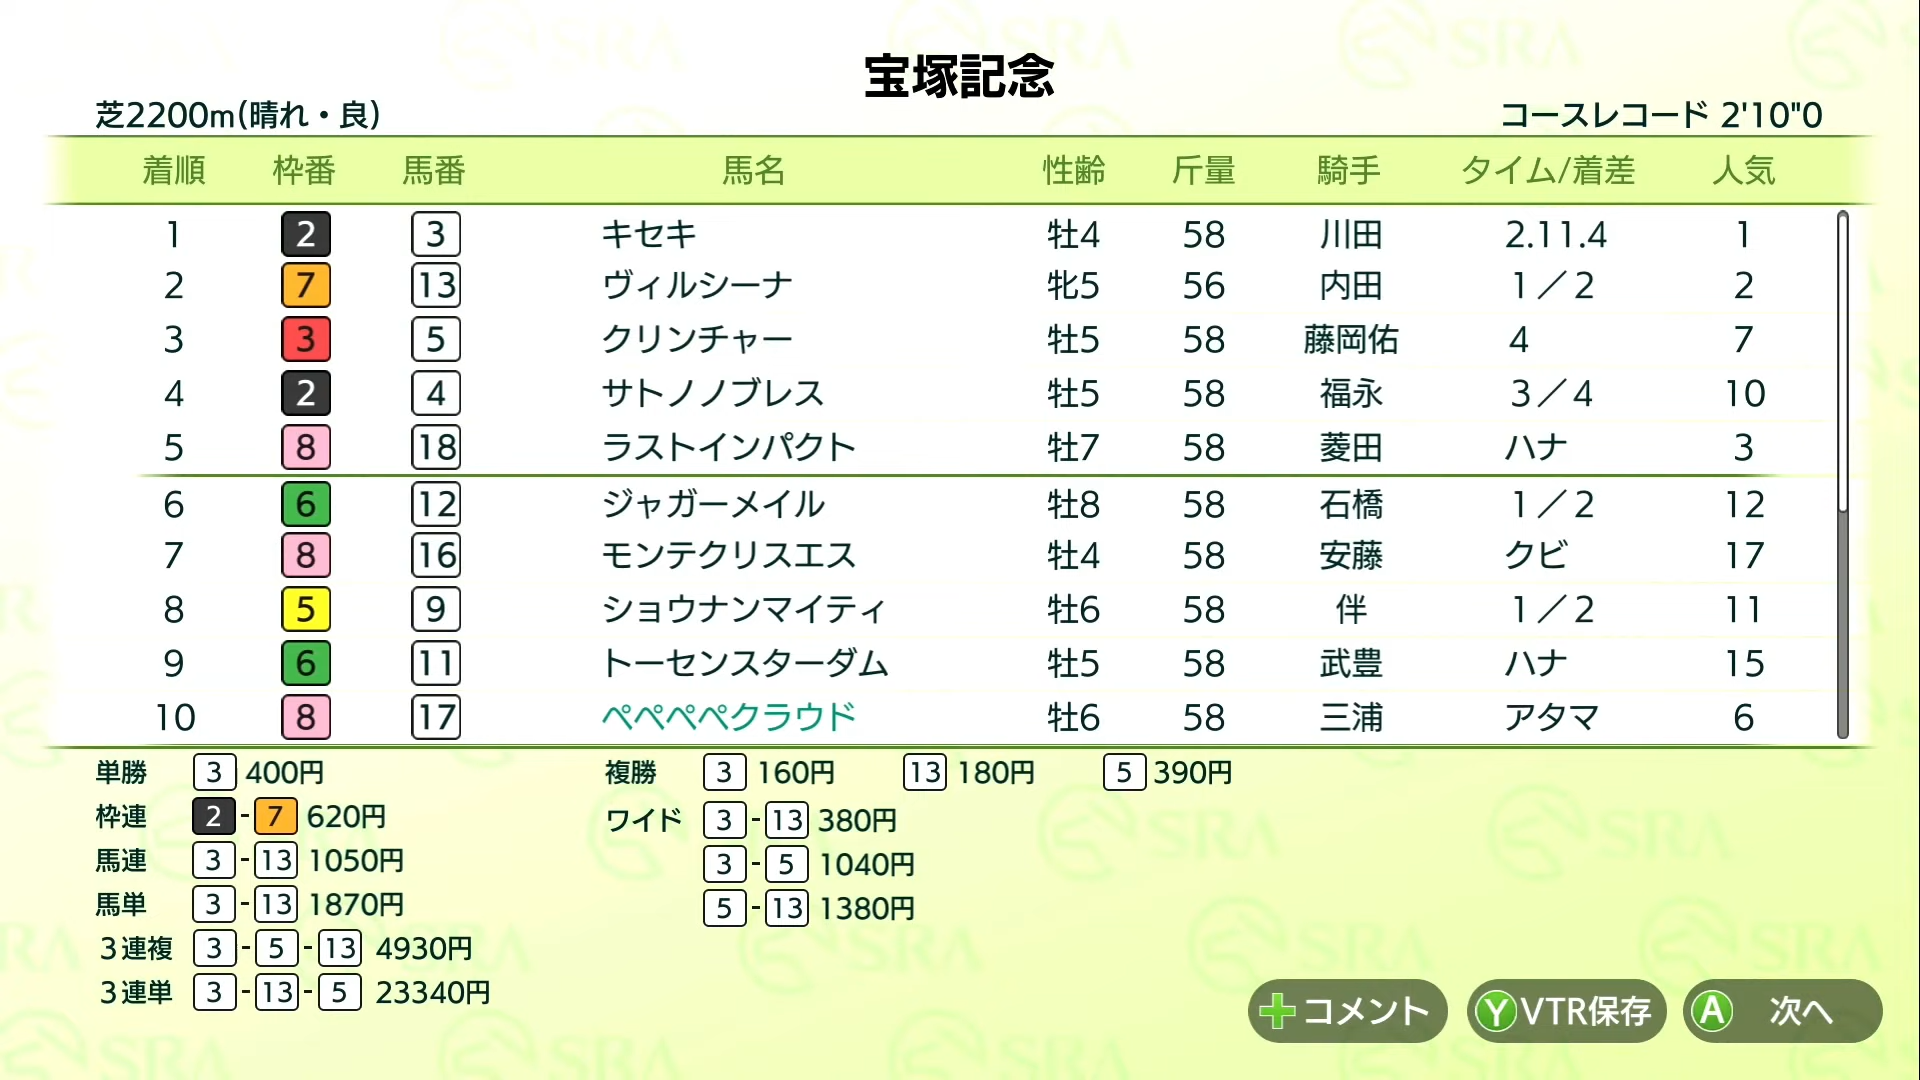 宝塚記念
芝2200m(晴れ・良) コースレコード 2'10"0
着順 枠番 馬番 馬名 性齢 斤量 騎手 タイム/着差 人気
1 2 3 キセキ 牡4 58 川田 2.11.4 1
2 7 13 ヴィルシーナ 牝5 56 内田 1／2 2
3 3 5 クリンチャー 牡5 58 藤岡佑 4 7
4 2 4 サトノノブレス 牡5 58 福永 3／4 10
5 8 18 ラストインパクト 牡7 58 菱田 ハナ 3
6 6 12 ジャガーメイル 牡8 58 石橋 1／2 12
7 8 16 モンテクリスエス 牡4 58 安藤 クビ 17
8 5 9 ショウナンマイティ 牡6 58 伴 1／2 11
9 6 11 トーセンスターダム 牡5 58 武豊 ハナ 15
10 8 17 ペペペペクラウド 牡6 58 三浦 アタマ 6
単勝 3 400円 複勝 3 160円 13 180円 5 390円
枠連 2-7 620円 ワイド 3-13 380円
馬連 3-13 1050円 3-5 1040円
馬単 3-13 1870円 5-13 1380円
３連複 3-5-13 4930円
３連単 3-13-5 23340円
コメント Y VTR保存 A 次へ
SRA